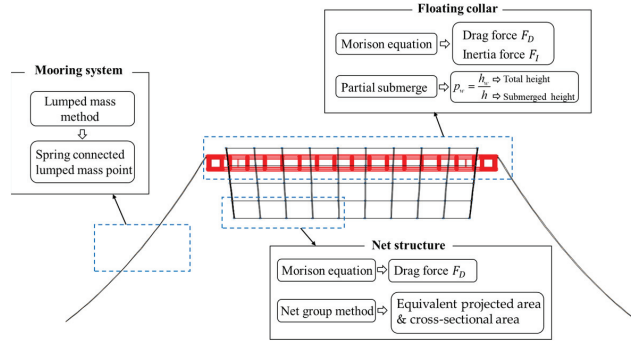 Floating collar
Morison equation
Drag force F_D
Inertia force F_I
Partial submerge
p_w = h_w / h
Total height
Submerged height
Mooring system
Lumped mass
method
Spring connected
lumped mass point
Net structure
Morison equation
Drag force F_D
Net group method
Equivalent projected area
& cross-sectional area